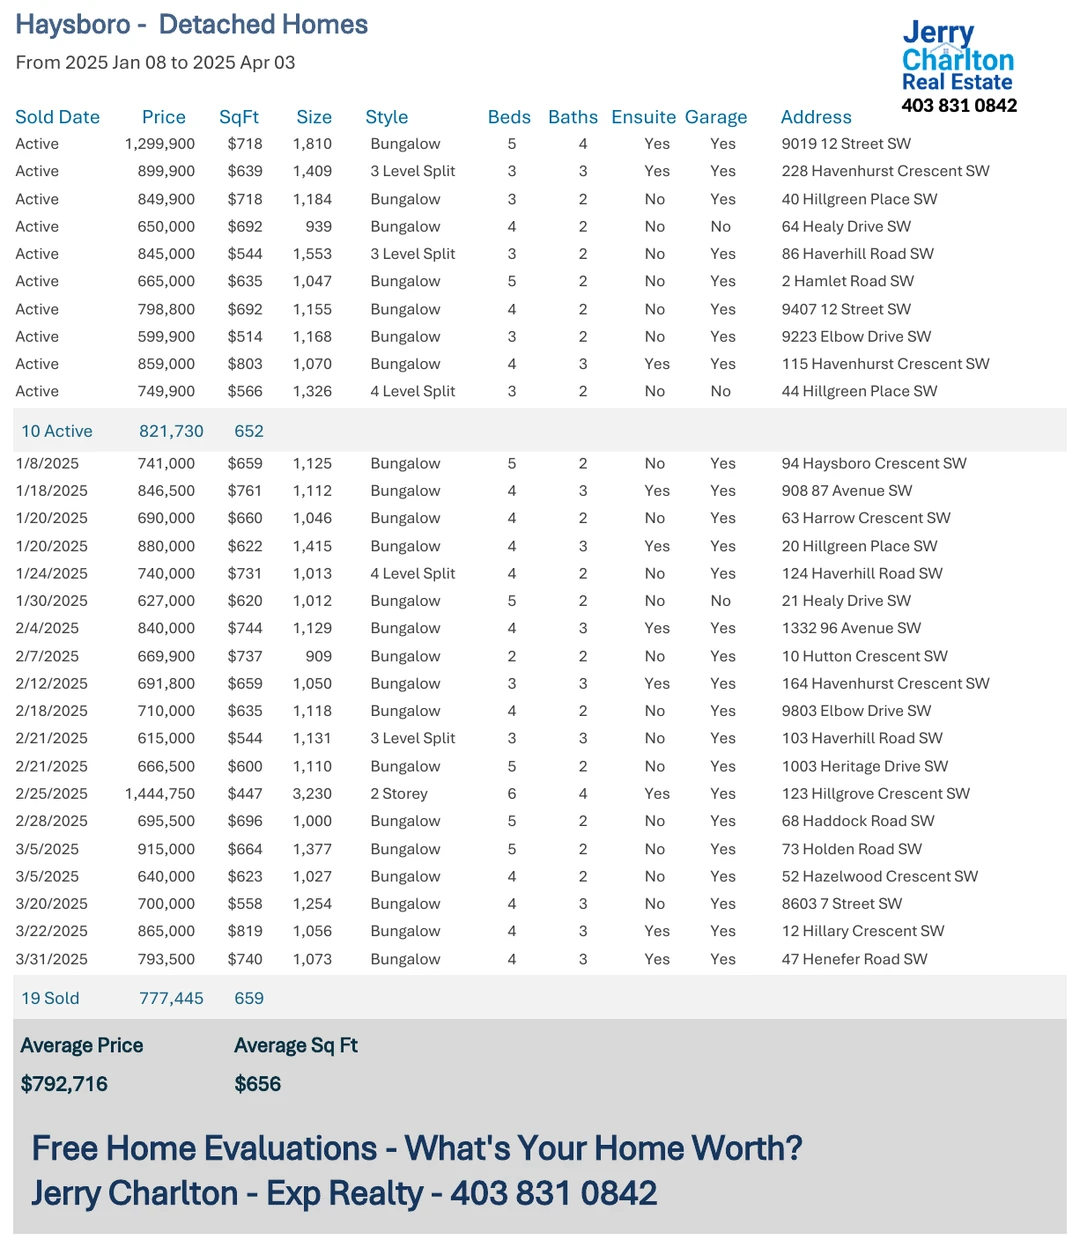 Haysboro - Detached Homes
From 2025 Jan 08 to 2025 Apr 03
Jerry
Charlton
Real Estate
403 831 0842
Sold Date Price SqFt Size Style Beds Baths Ensuite Garage Address
Active 1,299,900 $718 1,810 Bungalow 5 4 Yes Yes 9019 12 Street SW
Active 899,900 $639 1,409 3 Level Split 3 3 Yes Yes 228 Havenhurst Crescent SW
Active 849,900 $718 1,184 Bungalow 3 2 No Yes 40 Hillgreen Place SW
Active 650,000 $692 939 Bungalow 4 2 No No 64 Healy Drive SW
Active 845,000 $544 1,553 3 Level Split 3 2 No Yes 86 Haverhill Road SW
Active 665,000 $635 1,047 Bungalow 5 2 No Yes 2 Hamlet Road SW
Active 798,800 $692 1,155 Bungalow 4 2 No Yes 9407 12 Street SW
Active 599,900 $514 1,168 Bungalow 3 2 No Yes 9223 Elbow Drive SW
Active 859,000 $803 1,070 Bungalow 4 3 Yes Yes 115 Havenhurst Crescent SW
Active 749,900 $566 1,326 4 Level Split 3 2 No No 44 Hillgreen Place SW
10 Active 821,730 652
1/8/2025 741,000 $659 1,125 Bungalow 5 2 No Yes 94 Haysboro Crescent SW
1/18/2025 846,500 $761 1,112 Bungalow 4 3 Yes Yes 908 87 Avenue SW
1/20/2025 690,000 $660 1,046 Bungalow 4 2 No Yes 63 Harrow Crescent SW
1/20/2025 880,000 $622 1,415 Bungalow 4 3 Yes Yes 20 Hillgreen Place SW
1/24/2025 740,000 $731 1,013 4 Level Split 4 2 No Yes 124 Haverhill Road SW
1/30/2025 627,000 $620 1,012 Bungalow 5 2 No No 21 Healy Drive SW
2/4/2025 840,000 $744 1,129 Bungalow 4 3 Yes Yes 1332 96 Avenue SW
2/7/2025 669,900 $737 909 Bungalow 2 2 No Yes 10 Hutton Crescent SW
2/12/2025 691,800 $659 1,050 Bungalow 3 3 Yes Yes 164 Havenhurst Crescent SW
2/18/2025 710,000 $635 1,118 Bungalow 4 2 No Yes 9803 Elbow Drive SW
2/21/2025 615,000 $544 1,131 3 Level Split 3 3 No Yes 103 Haverhill Road SW
2/21/2025 666,500 $600 1,110 Bungalow 5 2 No Yes 1003 Heritage Drive SW
2/25/2025 1,444,750 $447 3,230 2 Storey 6 4 Yes Yes 123 Hillgrove Crescent SW
2/28/2025 695,500 $696 1,000 Bungalow 5 2 No Yes 68 Haddock Road SW
3/5/2025 915,000 $664 1,377 Bungalow 5 2 No Yes 73 Holden Road SW
3/5/2025 640,000 $623 1,027 Bungalow 4 2 No Yes 52 Hazelwood Crescent SW
3/20/2025 700,000 $558 1,254 Bungalow 4 3 No Yes 8603 7 Street SW
3/22/2025 865,000 $819 1,056 Bungalow 4 3 Yes Yes 12 Hillary Crescent SW
3/31/2025 793,500 $740 1,073 Bungalow 4 3 Yes Yes 47 Henefer Road SW
19 Sold 777,445 659
Average Price Average Sq Ft
$792,716 $656
Free Home Evaluations - What's Your Home Worth?
Jerry Charlton - Exp Realty - 403 831 0842